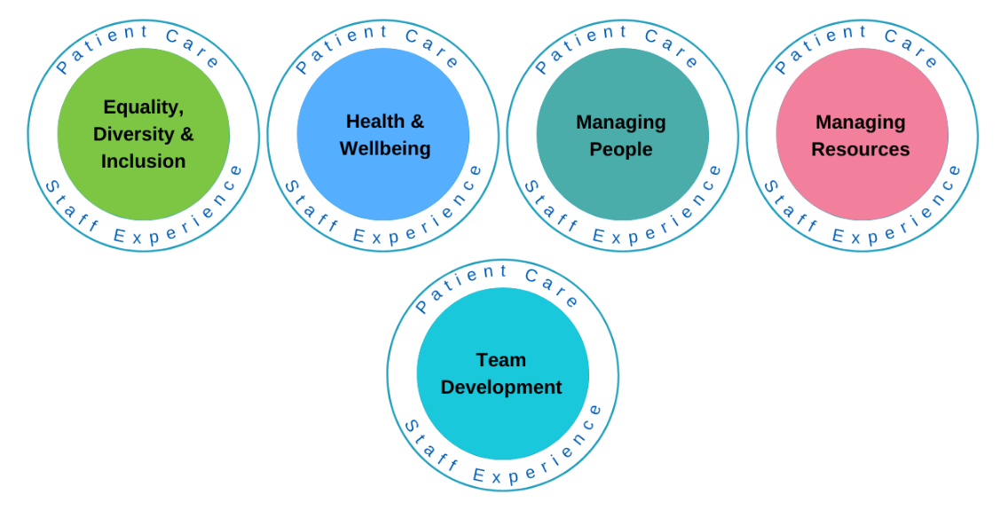 Patient Care
Equality,
Diversity &
Inclusion
Staff Experience
Patient Care
Health &
Wellbeing
Staff Experience
Patient Care
Managing
People
Staff Experience
Patient Care
Managing
Resources
Staff Experience
Patient Care
Team
Development
Staff Experience